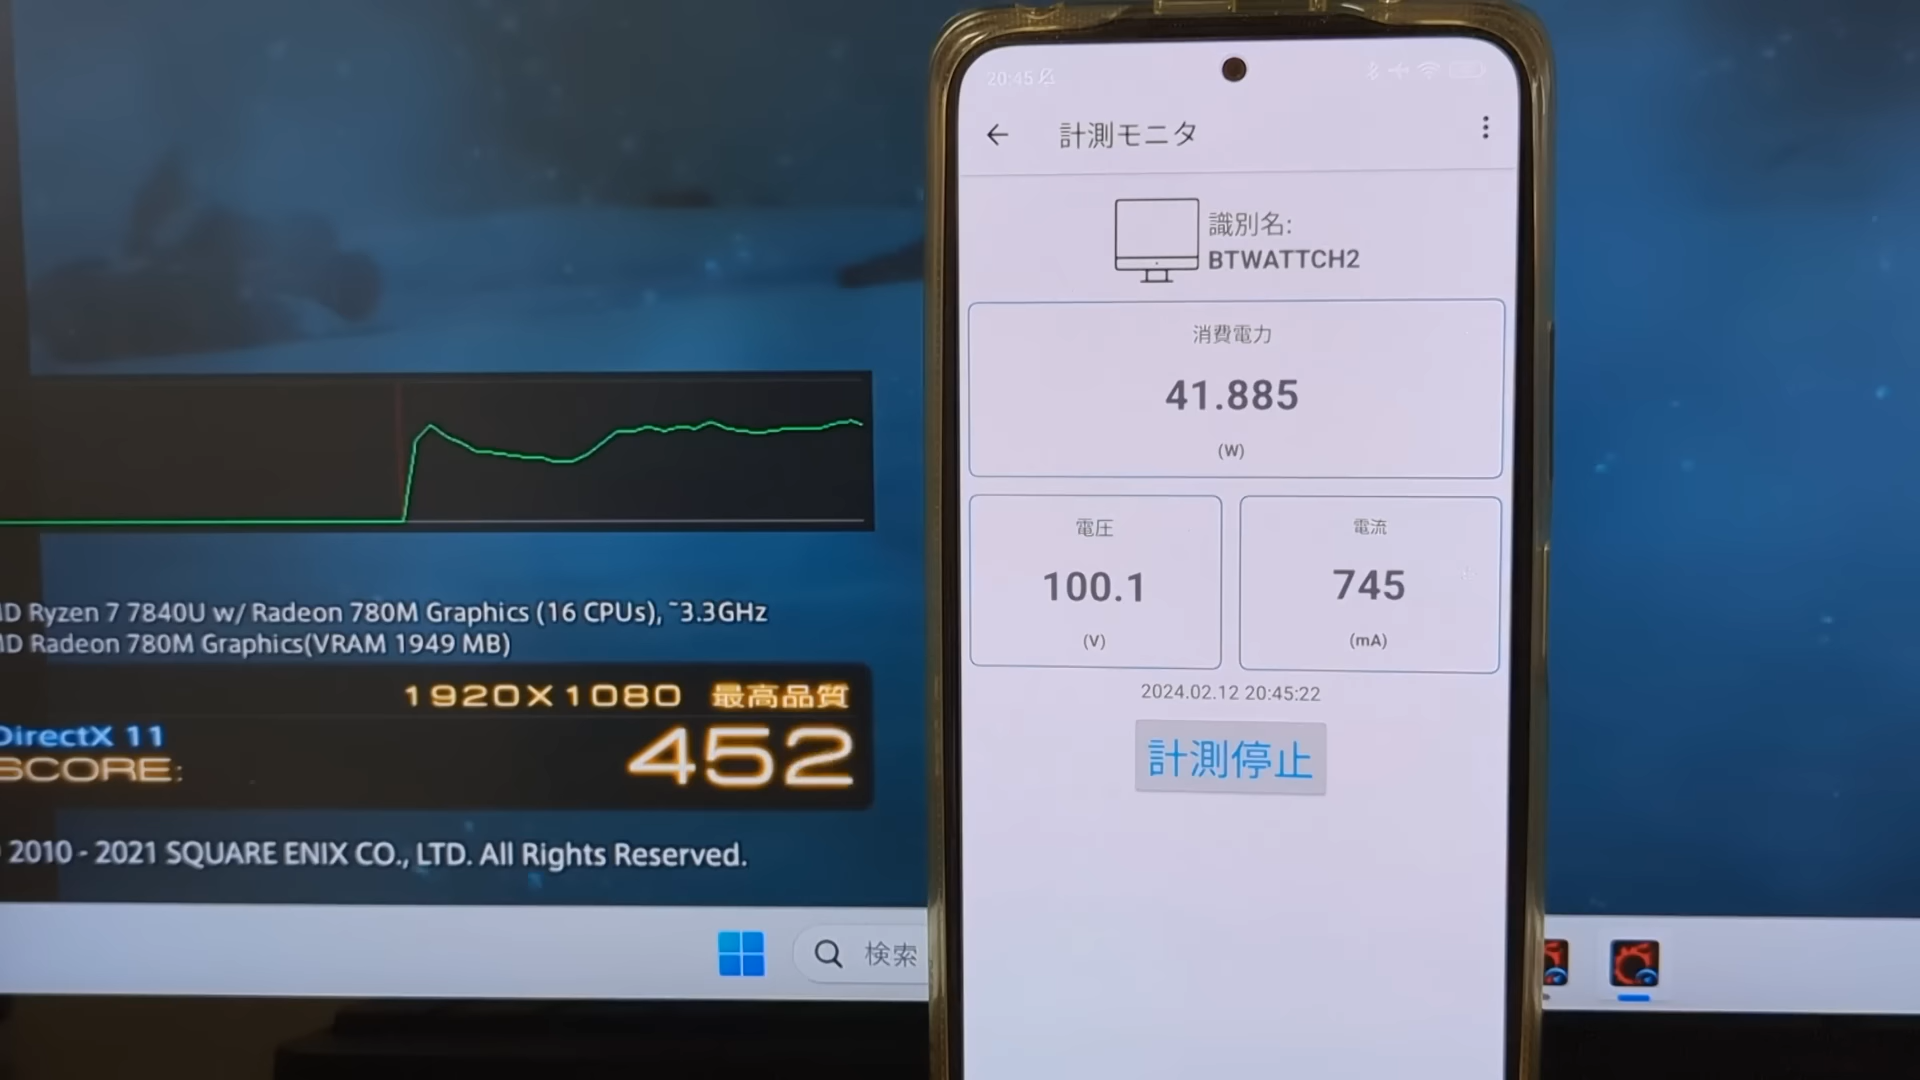 D Ryzen 7 7840U w/ Radeon 780M Graphics (16 CPUs), ~3.3GHz
D Radeon 780M Graphics(VRAM 1949 MB)
1920X1080 最高品質
DirectX 11
SCORE:
452
2010 - 2021 SQUARE ENIX CO., LTD. All Rights Reserved.
検索
20:45
計測モニタ
識別名:
BTWATTCH2
消費電力
41.885
(W)
電圧
100.1
(V)
電流
745
(mA)
2024.02.12 20:45:22
計測停止